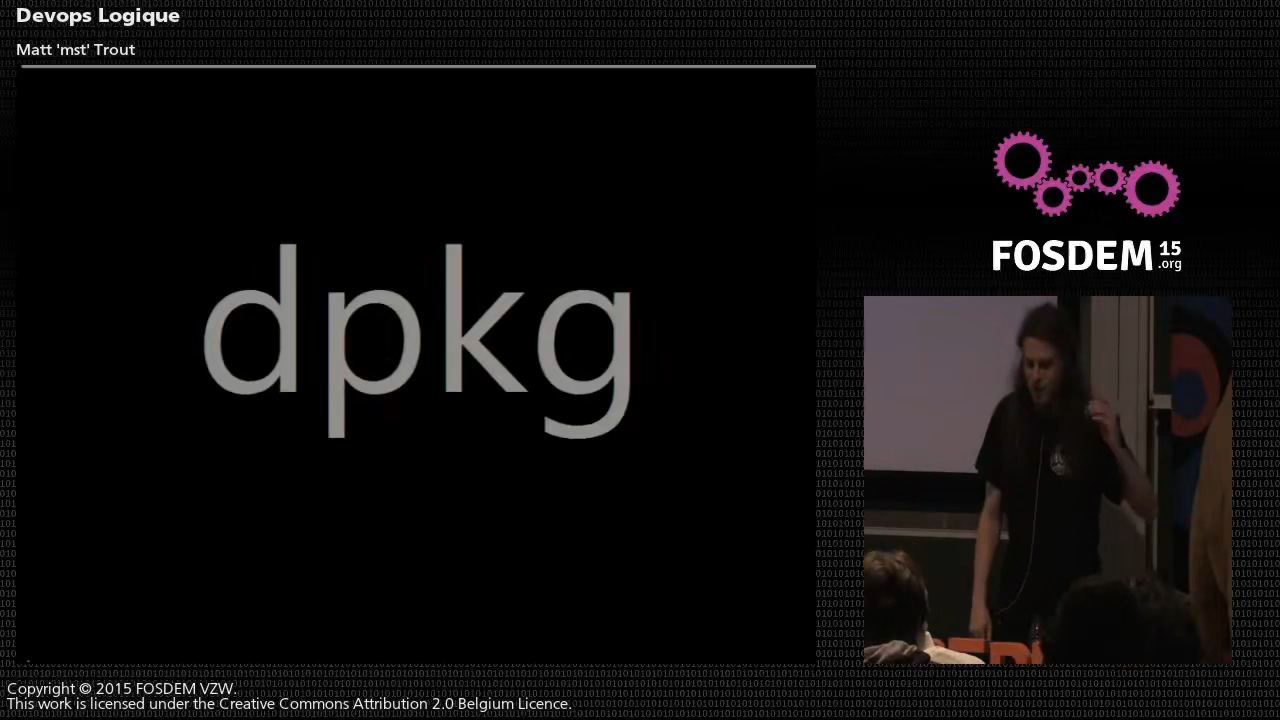 Devops Logique
Matt 'mst' Trout
dpkg
FOSDEM 15
.org
Copyright © 2015 FOSDEM VZW.
This work is licensed under the Creative Commons Attribution 2.0 Belgium Licence.